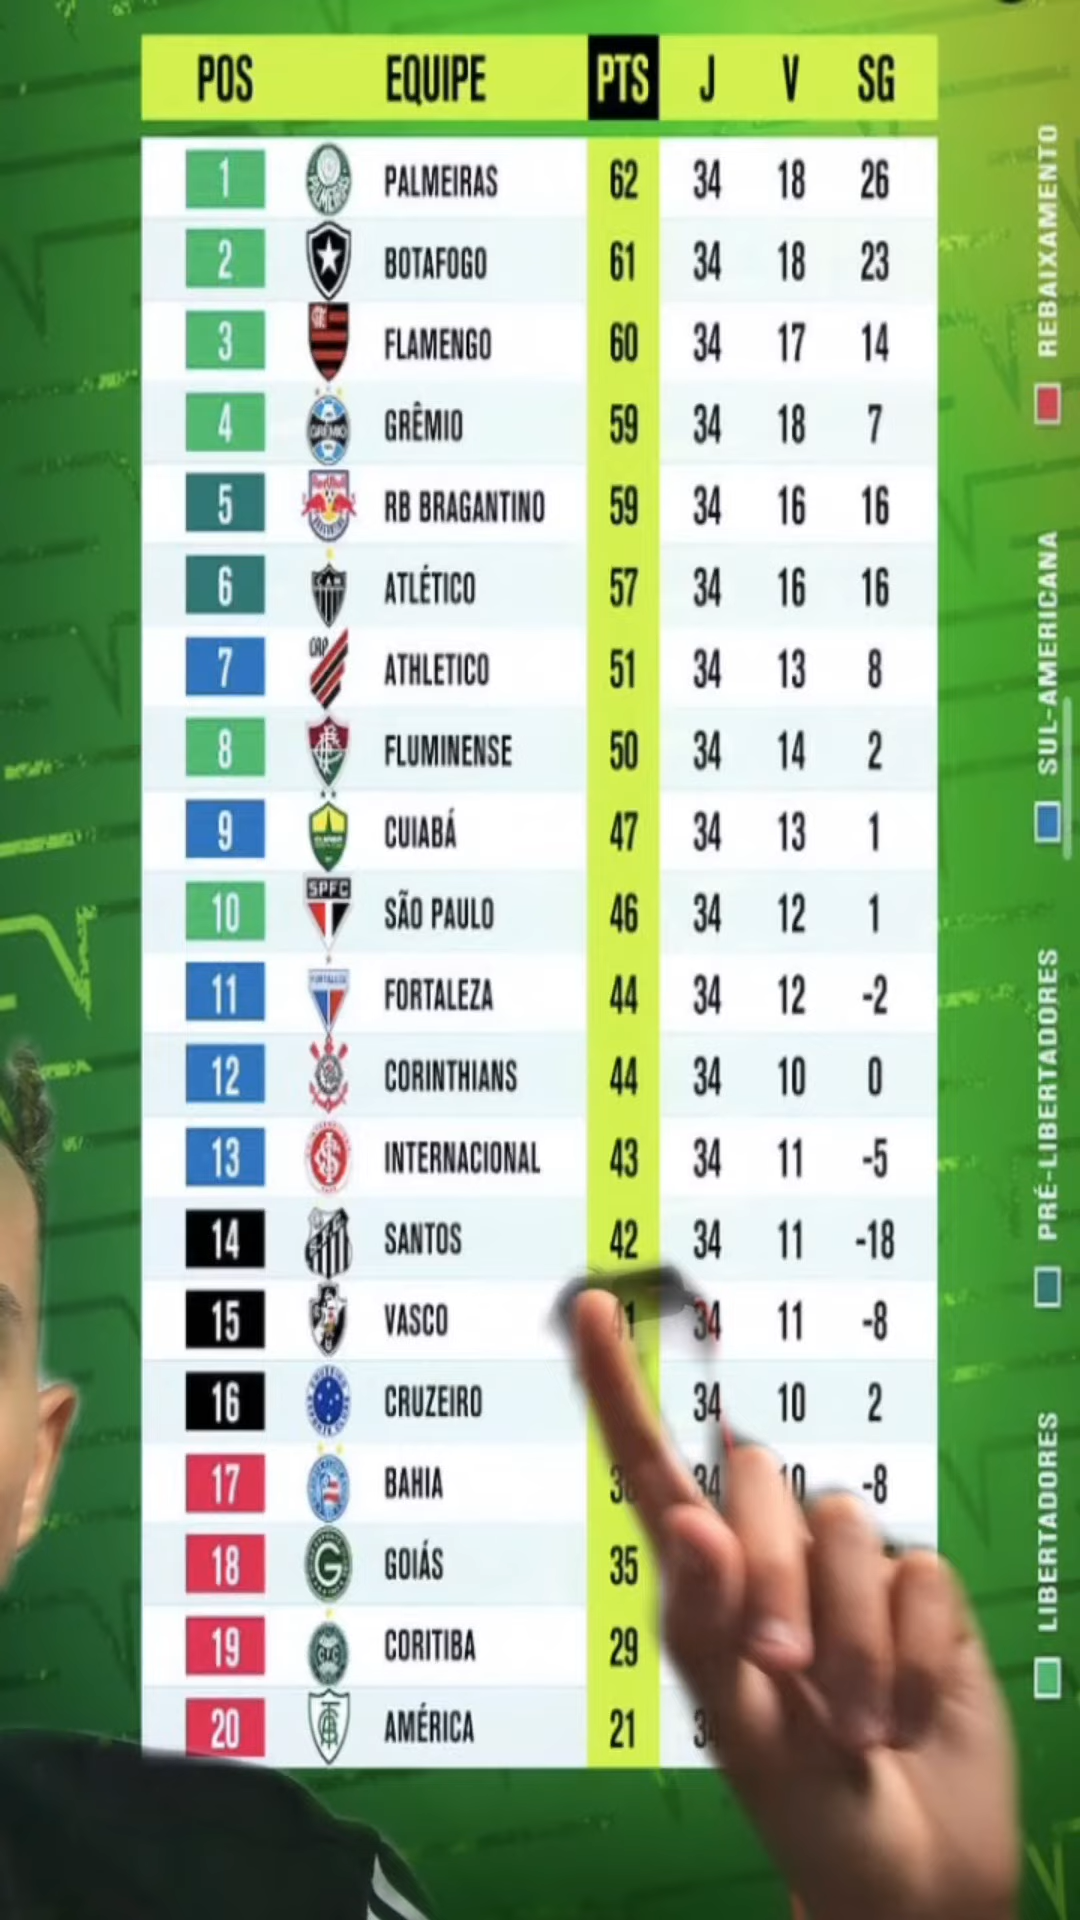 POS EQUIPE PTS J V SG
1 PALMEIRAS 62 34 18 26
2 BOTAFOGO 61 34 18 23
3 FLAMENGO 60 34 17 14
4 GRÊMIO 59 34 18 7
5 RB BRAGANTINO 59 34 16 16
6 ATLÉTICO 57 34 16 16
7 ATHLETICO 51 34 13 8
8 FLUMINENSE 50 34 14 2
9 CUIABÁ 47 34 13 1
10 SPFC SÃO PAULO 46 34 12 1
11 FORTALEZA 44 34 12 -2
12 CORINTHIANS 44 34 10 0
13 INTERNACIONAL 43 34 11 -5
14 SANTOS 42 34 11 -18
15 VASCO 34 11 -8
16 CRUZEIRO 34 10 2
17 BAHIA 34 10 -8
18 GOIÁS 35
19 CORITIBA 29
20 AMÉRICA 21
LIBERTADORES
PRÉ-LIBERTADORES
SUL-AMERICANA
REBAIXAMENTO